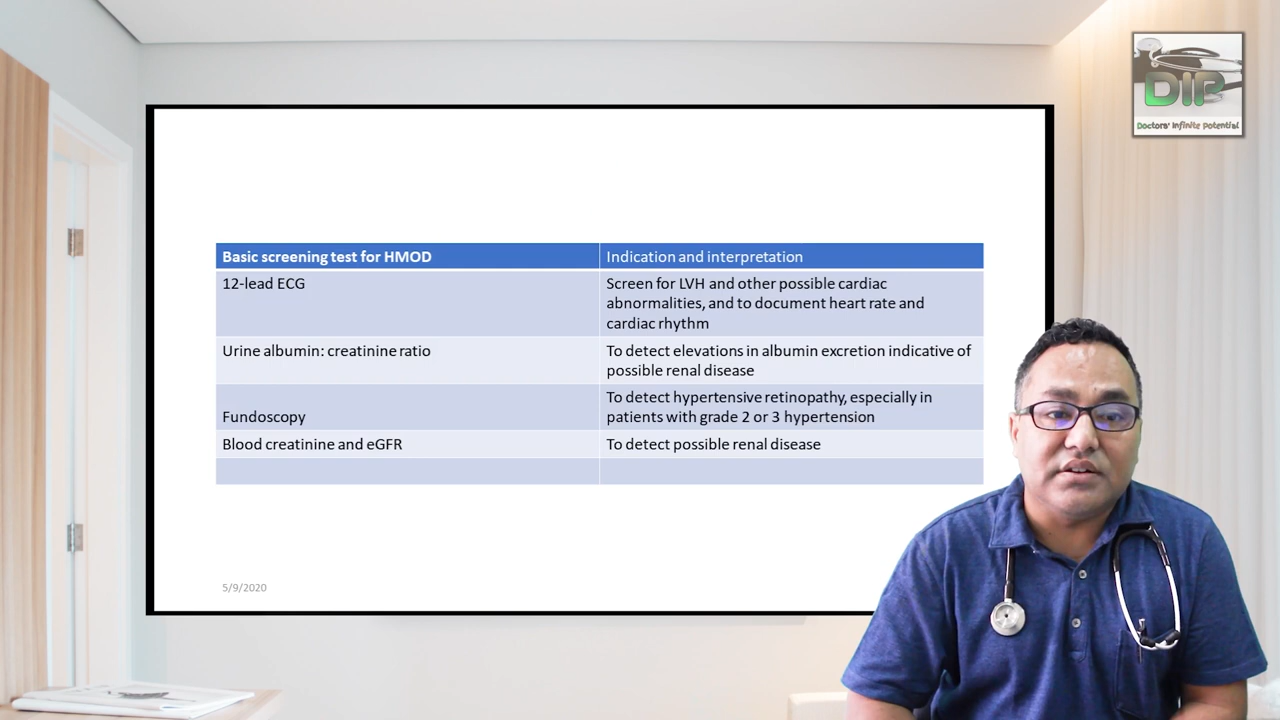 DIP
Doctors' Infinite Potential
Basic screening test for HMOD
Indication and interpretation
12-lead ECG
Screen for LVH and other possible cardiac
abnormalities, and to document heart rate and
cardiac rhythm
Urine albumin: creatinine ratio
To detect elevations in albumin excretion indicative of
possible renal disease
Fundoscopy
To detect hypertensive retinopathy, especially in
patients with grade 2 or 3 hypertension
Blood creatinine and eGFR
To detect possible renal disease
5/9/2020